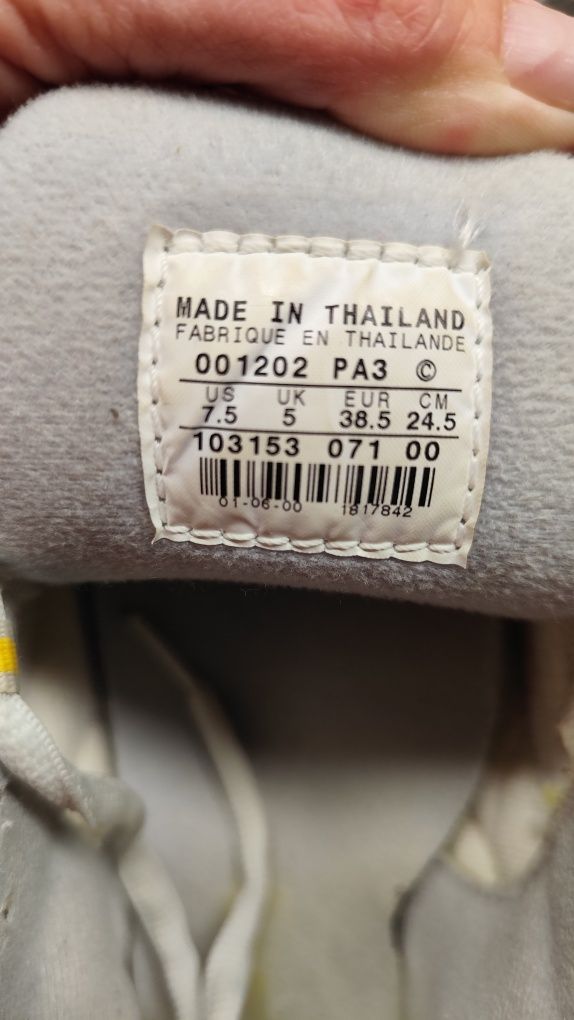 MADE IN THAILAND
FABRIQUE EN THAILANDE
001202 PA3 ©
US UK EUR CM
7.5 5 38.5 24.5
103153 071 00
01-06-00 1817842